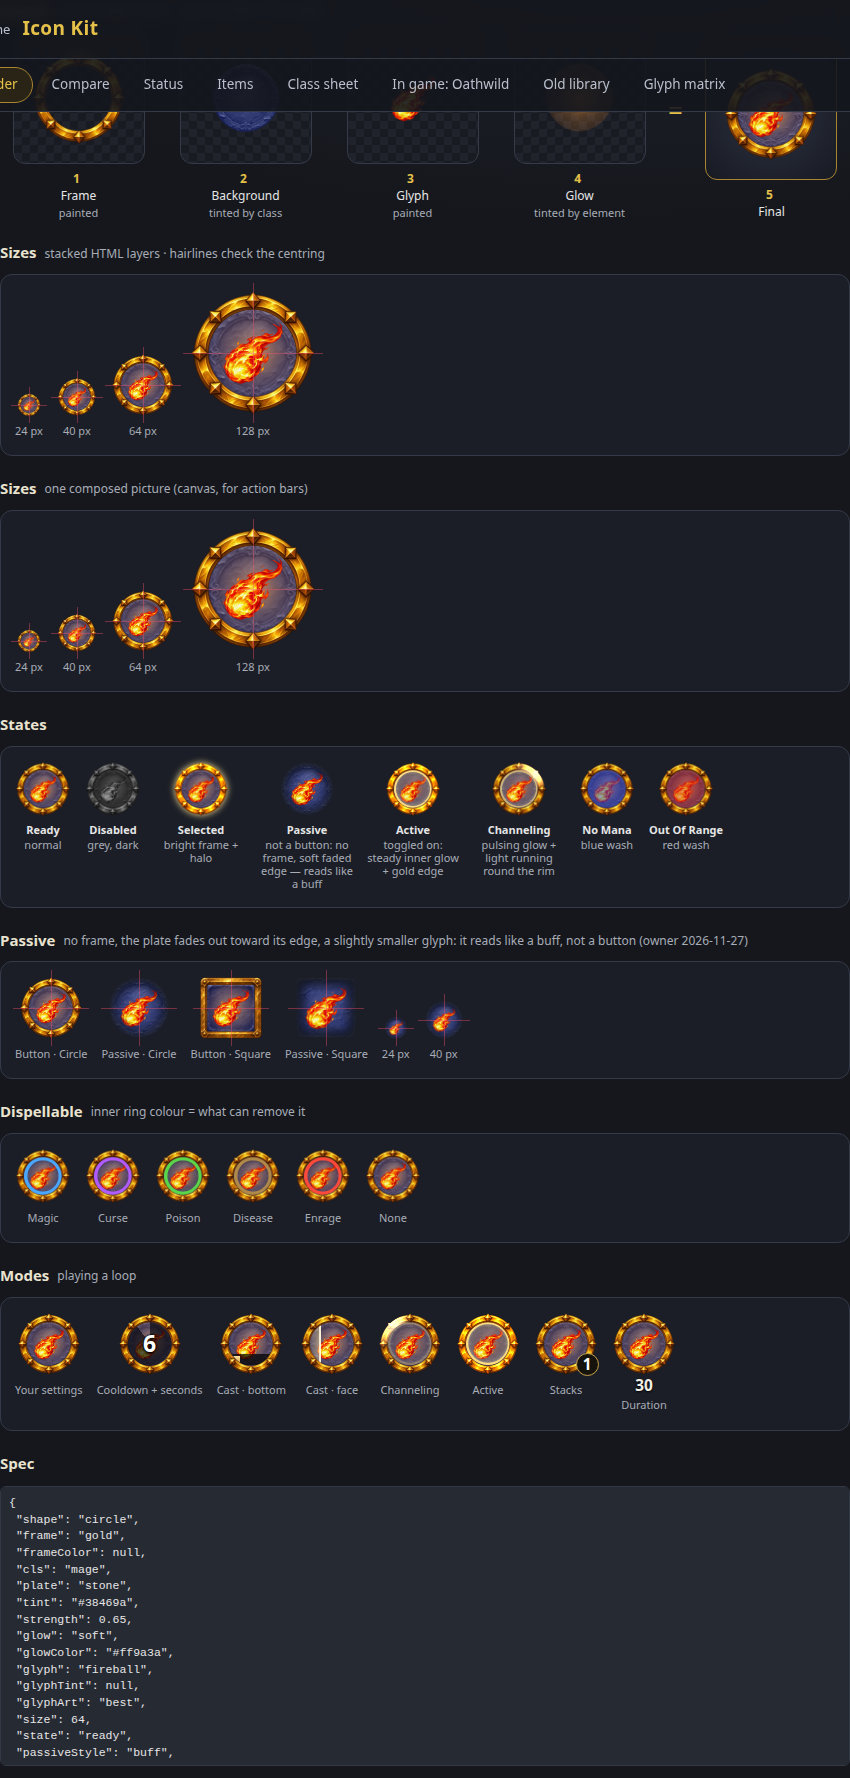 me Icon Kit
der Compare Status Items Class sheet In game: Oathwild Old library Glyph matrix
=
1
Frame
painted
2
Background
tinted by class
3
Glyph
painted
4
Glow
tinted by element
5
Final
Sizes stacked HTML layers · hairlines check the centring
24 px 40 px 64 px 128 px
Sizes one composed picture (canvas, for action bars)
24 px 40 px 64 px 128 px
States
Ready
normal
Disabled
grey, dark
Selected
bright frame +
halo
Passive
not a button: no
frame, soft faded
edge — reads like
a buff
Active
toggled on:
steady inner glow
+ gold edge
Channeling
pulsing glow +
light running
round the rim
No Mana
blue wash
Out Of Range
red wash
Passive no frame, the plate fades out toward its edge, a slightly smaller glyph: it reads like a buff, not a button (owner 2026-11-27)
Button · Circle Passive · Circle Button · Square Passive · Square 24 px 40 px
Dispellable inner ring colour = what can remove it
Magic Curse Poison Disease Enrage None
Modes playing a loop
6
1
30
Your settings Cooldown + seconds Cast · bottom Cast · face Channeling Active Stacks
Duration
Spec
{
"shape": "circle",
"frame": "gold",
"frameColor": null,
"cls": "mage",
"plate": "stone",
"tint": "#38469a",
"strength": 0.65,
"glow": "soft",
"glowColor": "#ff9a3a",
"glyph": "fireball",
"glyphTint": null,
"glyphArt": "best",
"size": 64,
"state": "ready",
"passiveStyle": "buff",